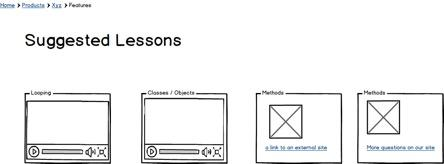 Home > Products > Xyz > Features
Suggested Lessons
Looping
Classes / Objects
Methods
Methods
a link to an external site
More questions on our site